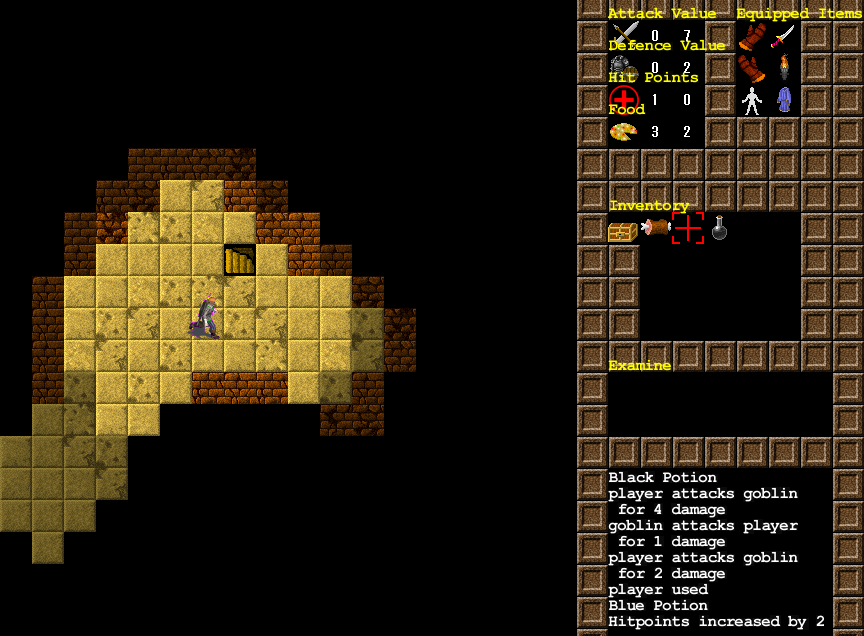 Attack Value Equipped Items
0 7
Defence Value
0 2
Hit Points
1 0
Food
3 2
Inventory
Examine
Black Potion
player attacks goblin
for 4 damage
goblin attacks player
for 1 damage
player attacks goblin
for 2 damage
player used
Blue Potion
Hitpoints increased by 2